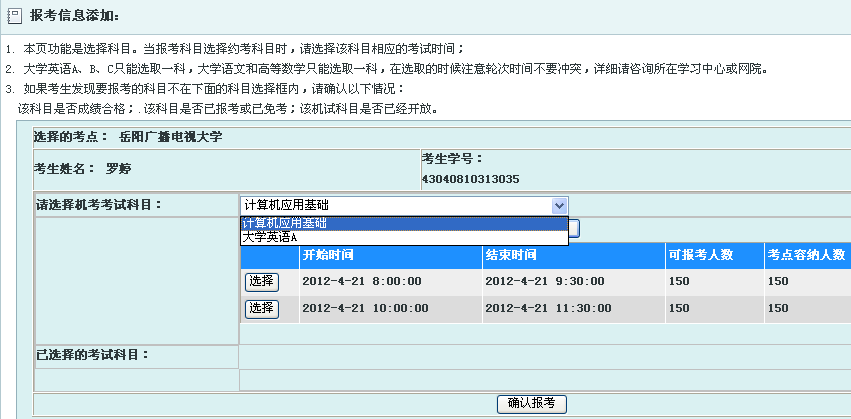 报考信息添加：
1. 本页功能是选择科目。当报考科目选择约考科目时，请选择该科目相应的考试时间；
2. 大学英语A、B、C只能选取一科，大学语文和高等数学只能选取一科，在选取的时候注意轮次时间不要冲突，详细请咨询所在学习中心或网院。
3. 如果考生发现要报考的科目不在下面的科目选择框内，请确认以下情况：
该科目是否成绩合格；.该科目是否已报考或已免考；该机试科目是否已经开放。
选择的考点： 岳阳广播电视大学
考生姓名： 罗婷
考生学号：
43040810313035
请选择机考考试科目：
计算机应用基础
计算机应用基础
大学英语A
开始时间 结束时间 可报考人数 考点容纳人数
选择 2012-4-21 8:00:00 2012-4-21 9:30:00 150 150
选择 2012-4-21 10:00:00 2012-4-21 11:30:00 150 150
已选择的考试科目：
确认报考